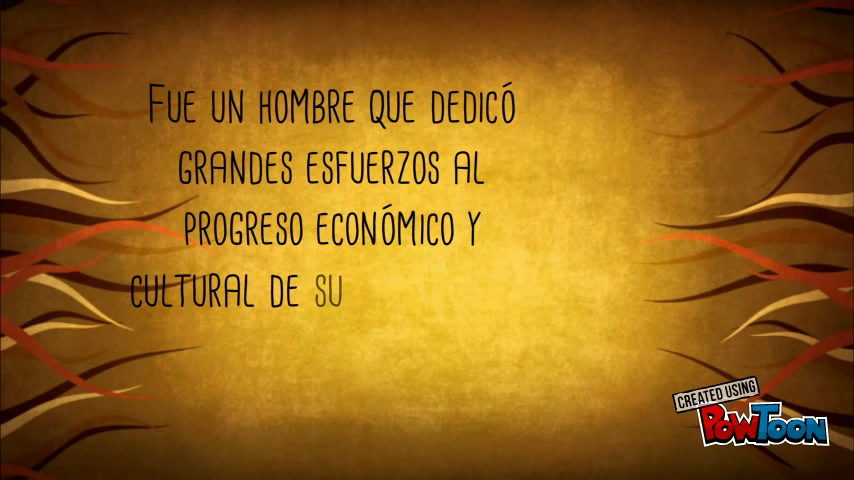 Fue un hombre que dedicó
grandes esfuerzos al
progreso económico y
cultural de su
CREATED USING
POWTOON